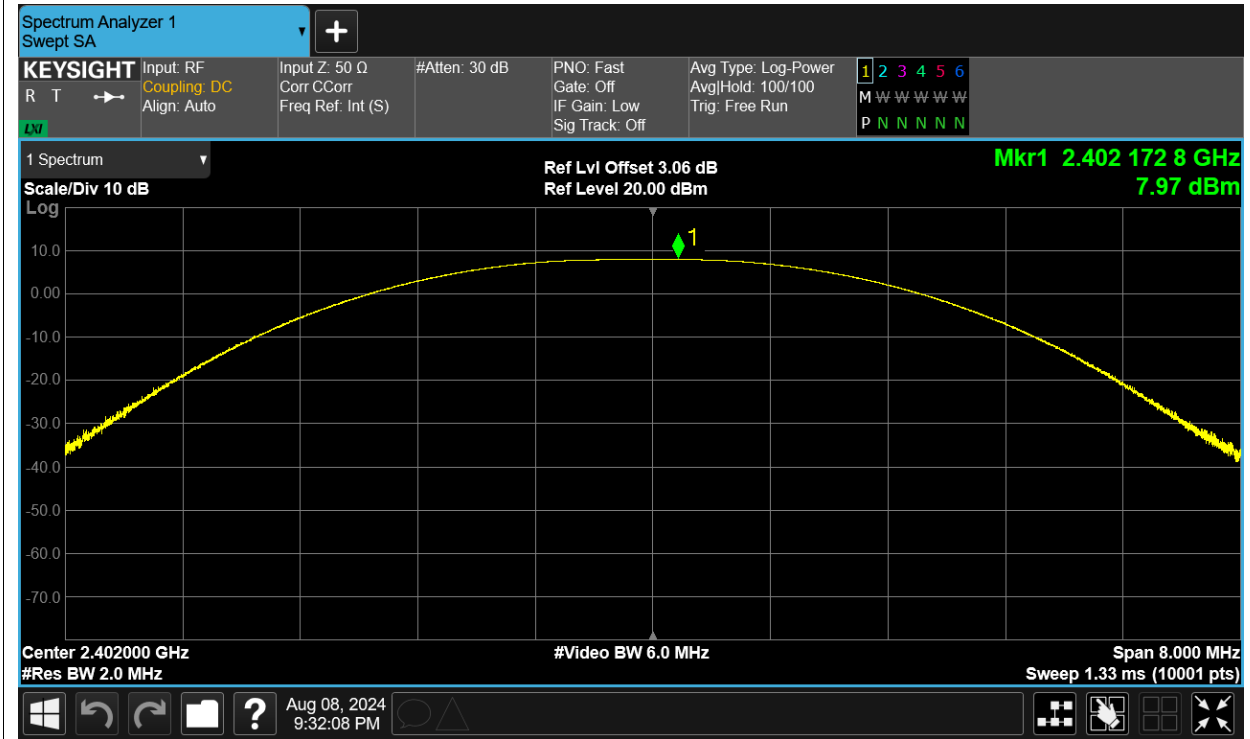 Spectrum Analyzer 1
Swept SA
KEYSIGHT
R T
LXI
Input: RF
Coupling: DC
Align: Auto
Input Z: 50 Ω
Corr CCorr
Freq Ref: Int (S)
#Atten: 30 dB
PNO: Fast
Gate: Off
IF Gain: Low
Sig Track: Off
Avg Type: Log-Power
Avg|Hold: 100/100
Trig: Free Run
1 2 3 4 5 6
M W W W W W W
P N N N N N N
1 Spectrum
Scale/Div 10 dB
Log
Ref Lvl Offset 3.06 dB
Ref Level 20.00 dBm
Mkr1 2.402 172 8 GHz
7.97 dBm
1
10.0
0.00
-10.0
-20.0
-30.0
-40.0
-50.0
-60.0
-70.0
Center 2.402000 GHz
#Res BW 2.0 MHz
#Video BW 6.0 MHz
Span 8.000 MHz
Sweep 1.33 ms (10001 pts)
?
Aug 08, 2024
9:32:08 PM